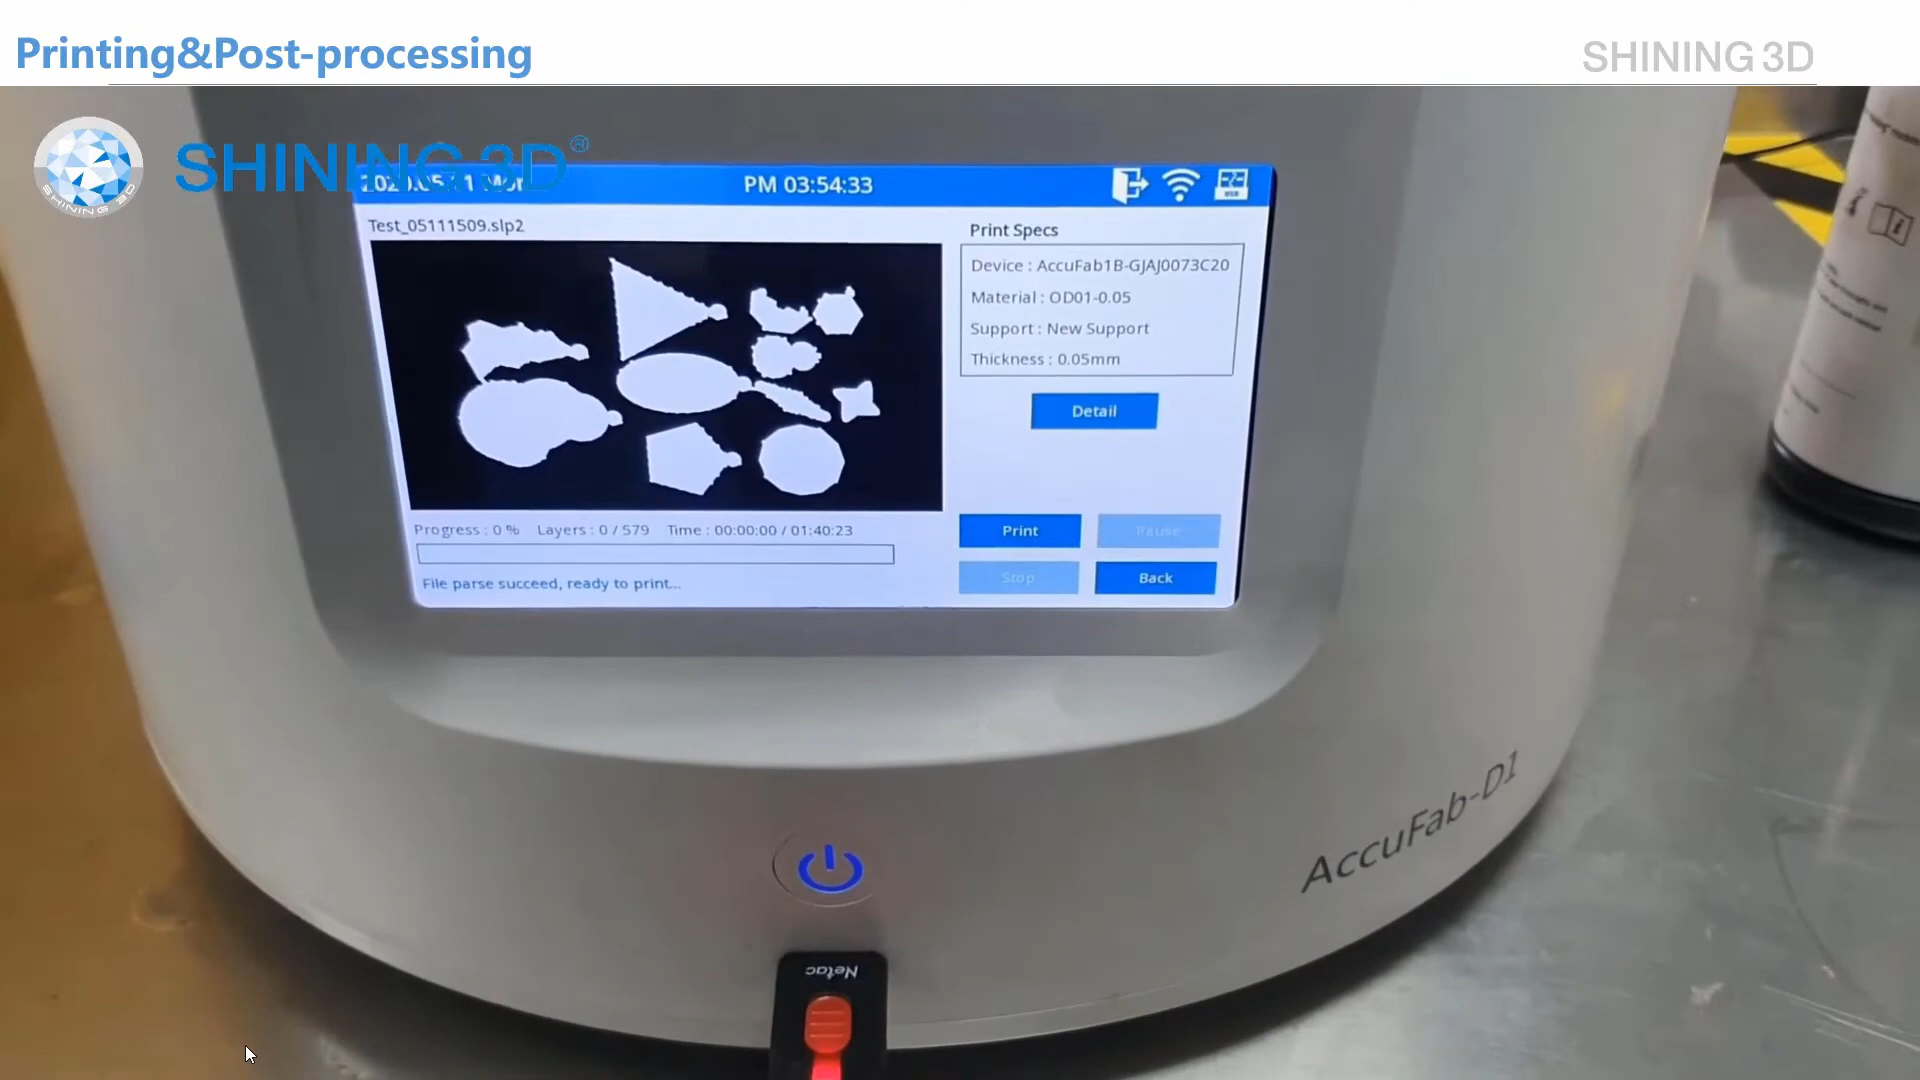 Printing&Post-processing
SHINING 3D
SHINING 3D®
SHINING 3D
PM 03:54:33
Test_05111509.slp2
Print Specs
Device : AccuFab1B-GJAJ0073C20
Material : OD01-0.05
Support : New Support
Thickness : 0.05mm
Detail
Progress : 0 % Layers : 0 / 579 Time : 00:00:00 / 01:40:23
Print
Pause
File parse succeed, ready to print...
Stop
Back
AccuFab-D1
Netac